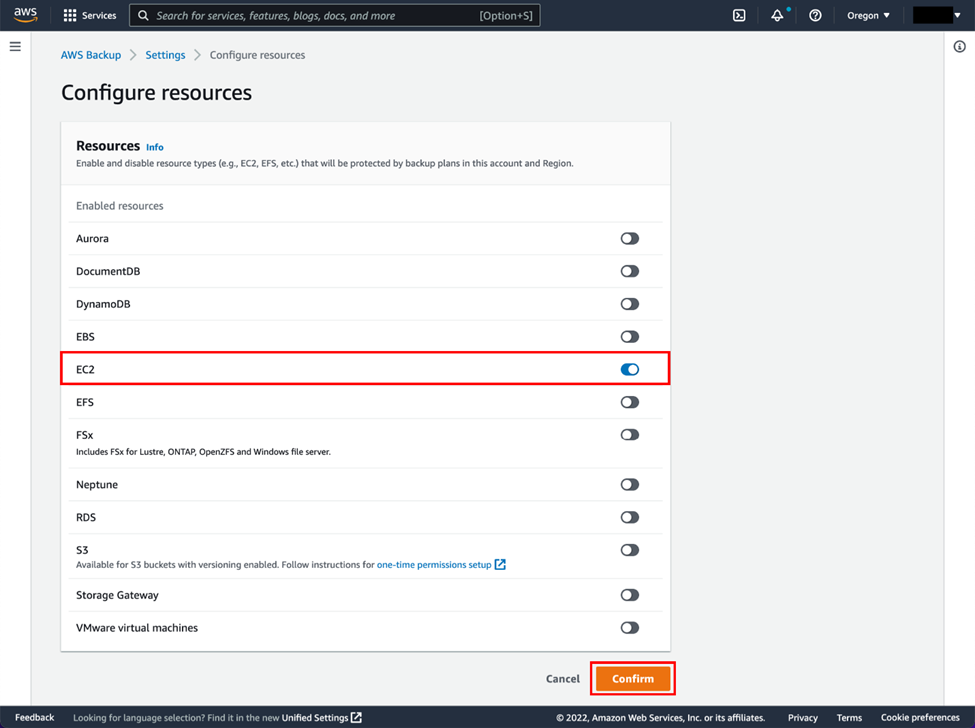 aws Services Search for services, features, blogs, docs, and more [Option+S] Oregon
AWS Backup > Settings > Configure resources
Configure resources
Resources Info
Enable and disable resource types (e.g., EC2, EFS, etc.) that will be protected by backup plans in this account and Region.
Enabled resources
Aurora
DocumentDB
DynamoDB
EBS
EC2
EFS
FSx
Includes FSx for Lustre, ONTAP, OpenZFS and Windows file server.
Neptune
RDS
S3
Available for S3 buckets with versioning enabled. Follow instructions for one-time permissions setup
Storage Gateway
VMware virtual machines
Cancel Confirm
Feedback Looking for language selection? Find it in the new Unified Settings © 2022, Amazon Web Services, Inc. or its affiliates. Privacy Terms Cookie preferences